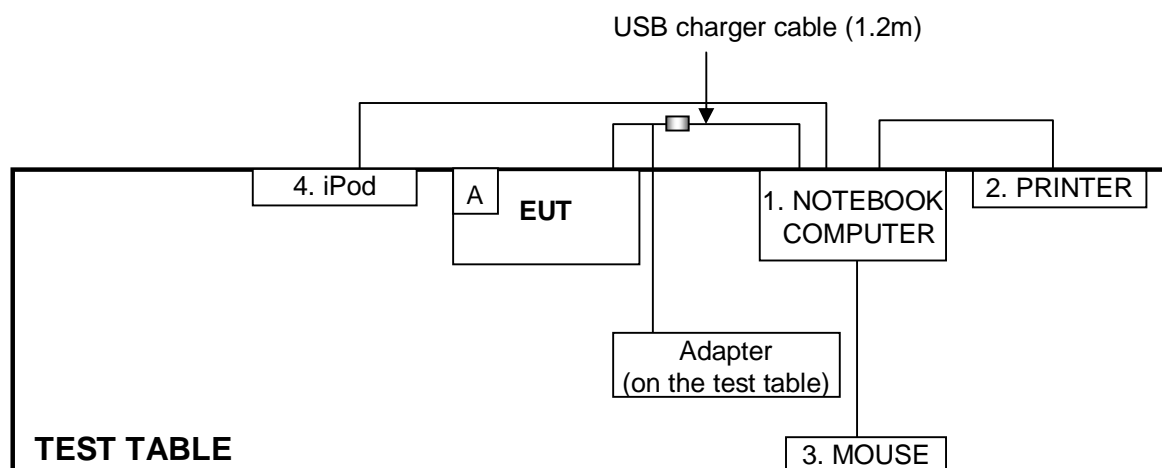 USB charger cable (1.2m)
4. iPod
A
EUT
1. NOTEBOOK
COMPUTER
2. PRINTER
Adapter
(on the test table)
TEST TABLE
3. MOUSE